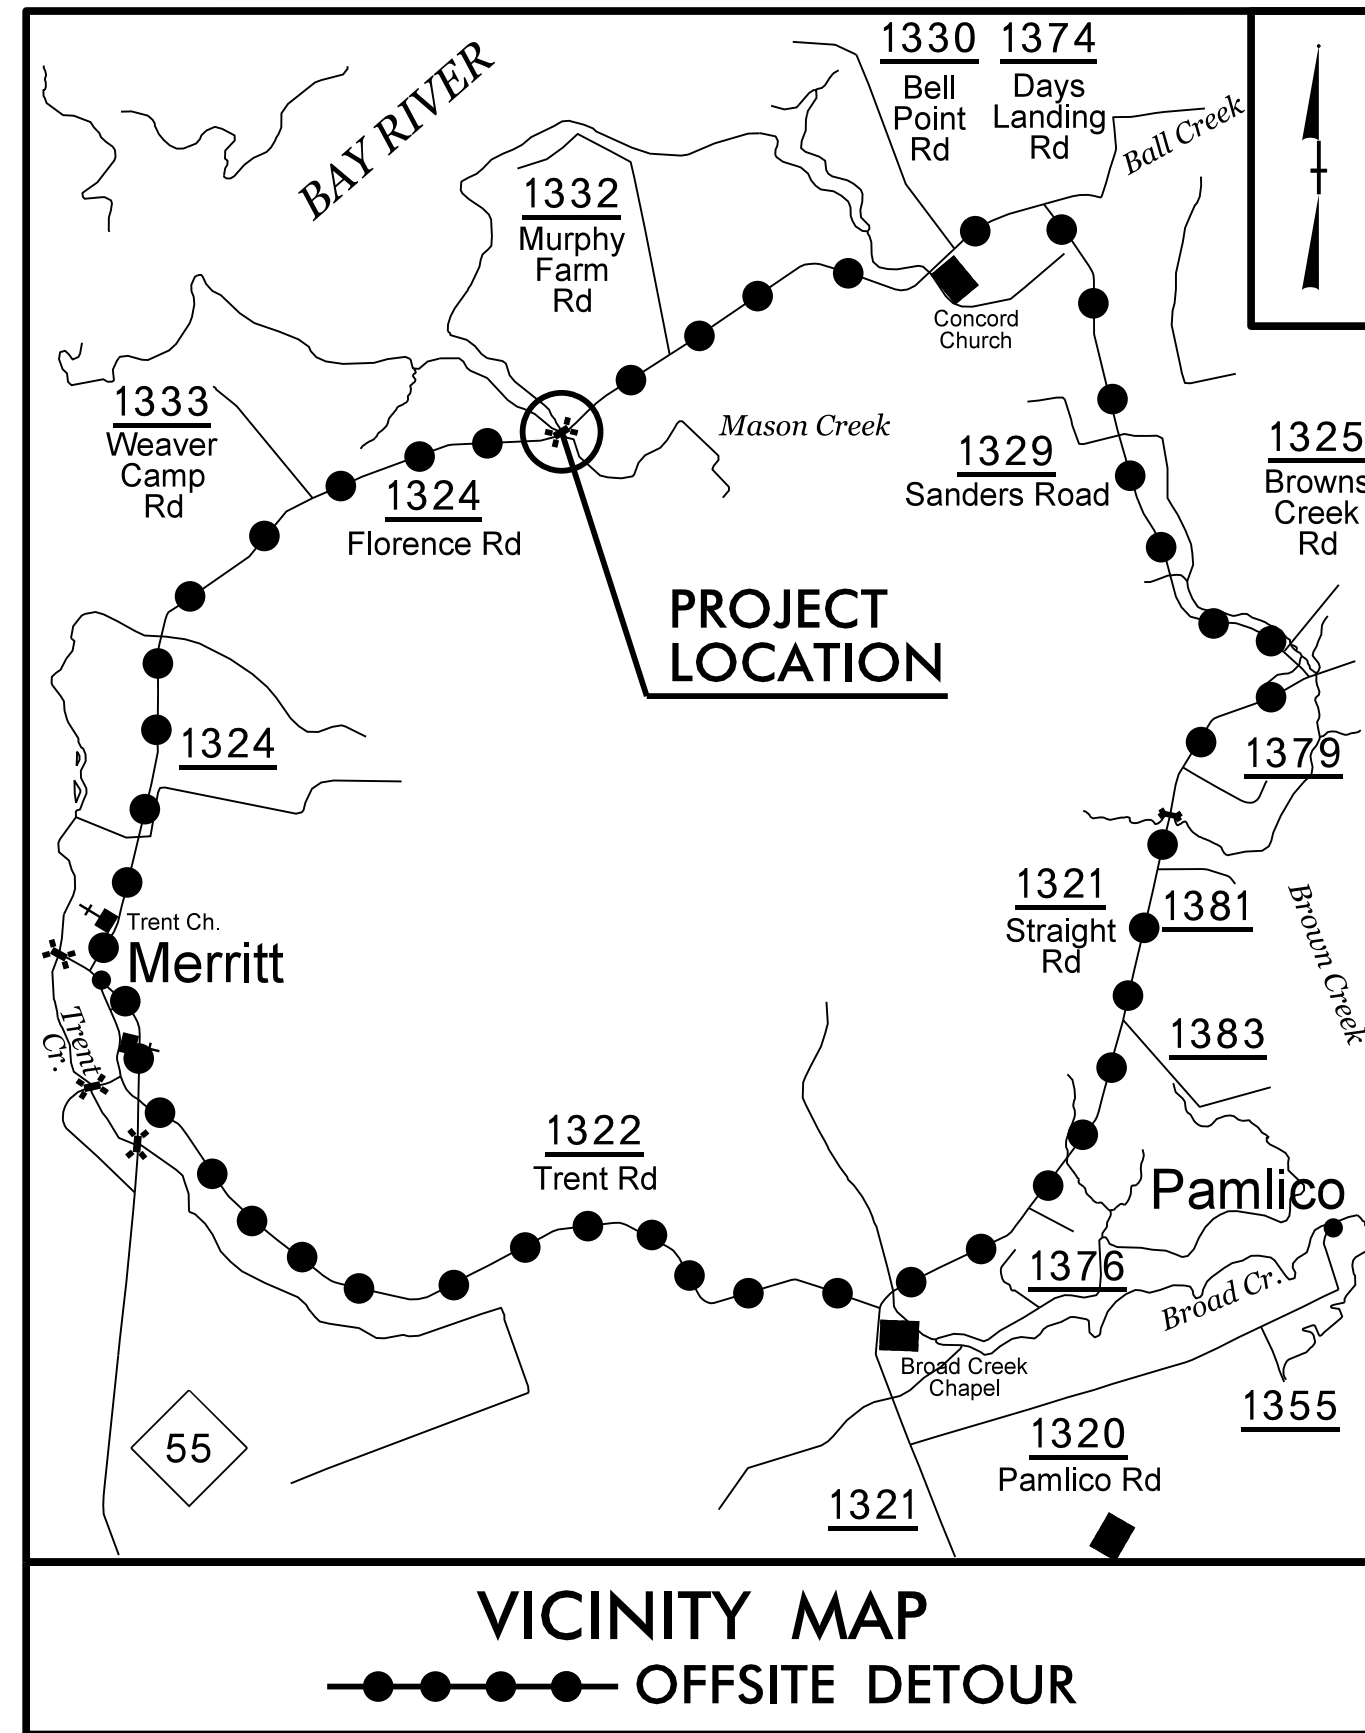 1330
Bell
Point
Rd
1374
Days
Landing
Rd
Ball Creek
BAY RIVER
1332
Murphy
Farm
Rd
Concord
Church
1333
Weaver
Camp
Rd
Mason Creek
1324
Florence Rd
1329
Sanders Road
1325
Browns
Creek
Rd
PROJECT
LOCATION
1324
1379
1321
Straight
Rd
1381
Brown Creek
Trent Ch.
Merritt
Trent
Cr.
1383
1322
Trent Rd
Pamlico
1376
Broad Cr.
Broad Creek
Chapel
1355
55
1320
Pamlico Rd
1321
VICINITY MAP
OFFSITE DETOUR